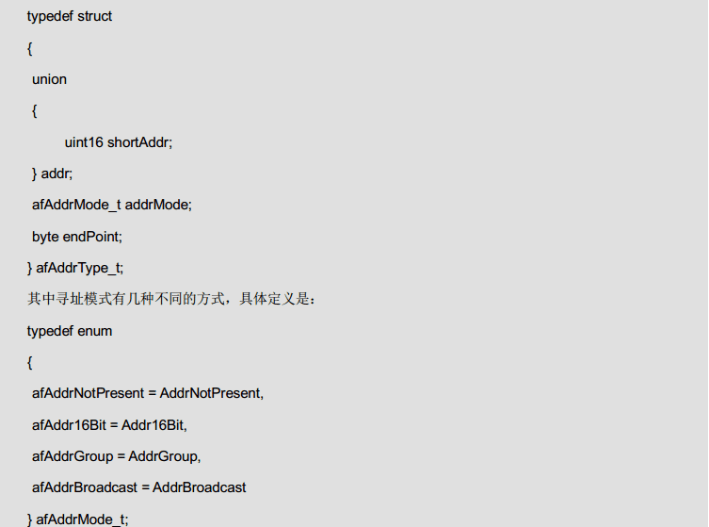 typedef struct
{
union
{
uint16 shortAddr;
} addr;
afAddrMode_t addrMode;
byte endPoint;
} afAddrType_t;
其中寻址模式有几种不同的方式，具体定义是：
typedef enum
{
afAddrNotPresent = AddrNotPresent,
afAddr16Bit = Addr16Bit,
afAddrGroup = AddrGroup,
afAddrBroadcast = AddrBroadcast
} afAddrMode_t;